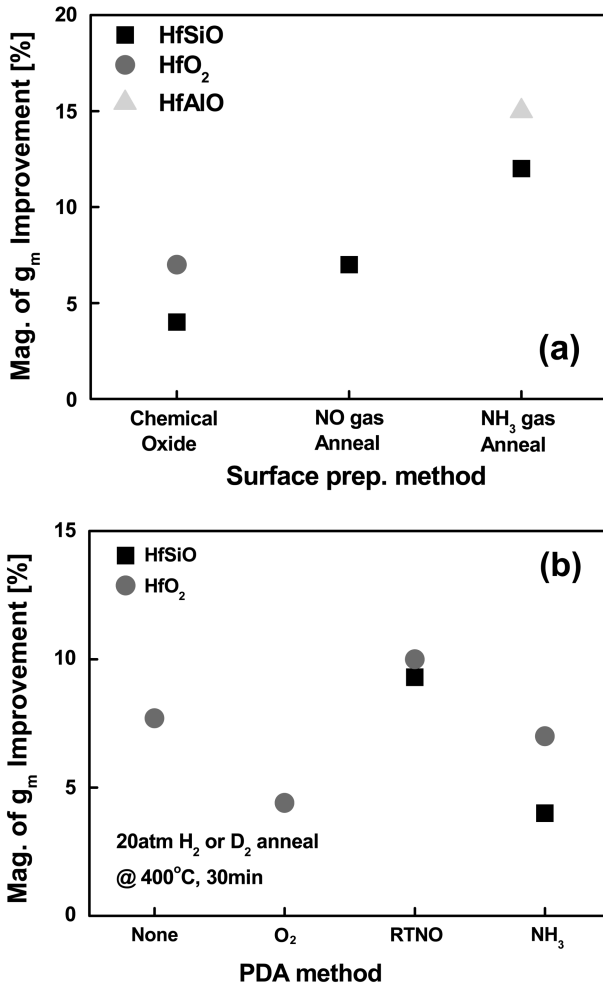 Mag. of gm Improvement [%]
20
15
10
5
0
HfSiO
HfO2
HfAlO
(a)
Chemical Oxide
NO gas Anneal
NH3 gas Anneal
Surface prep. method
Mag. of gm Improvement [%]
15
10
5
0
HfSiO
HfO2
(b)
20atm H2 or D2 anneal
@ 400°C, 30min
None
O2
RTNO
NH3
PDA method